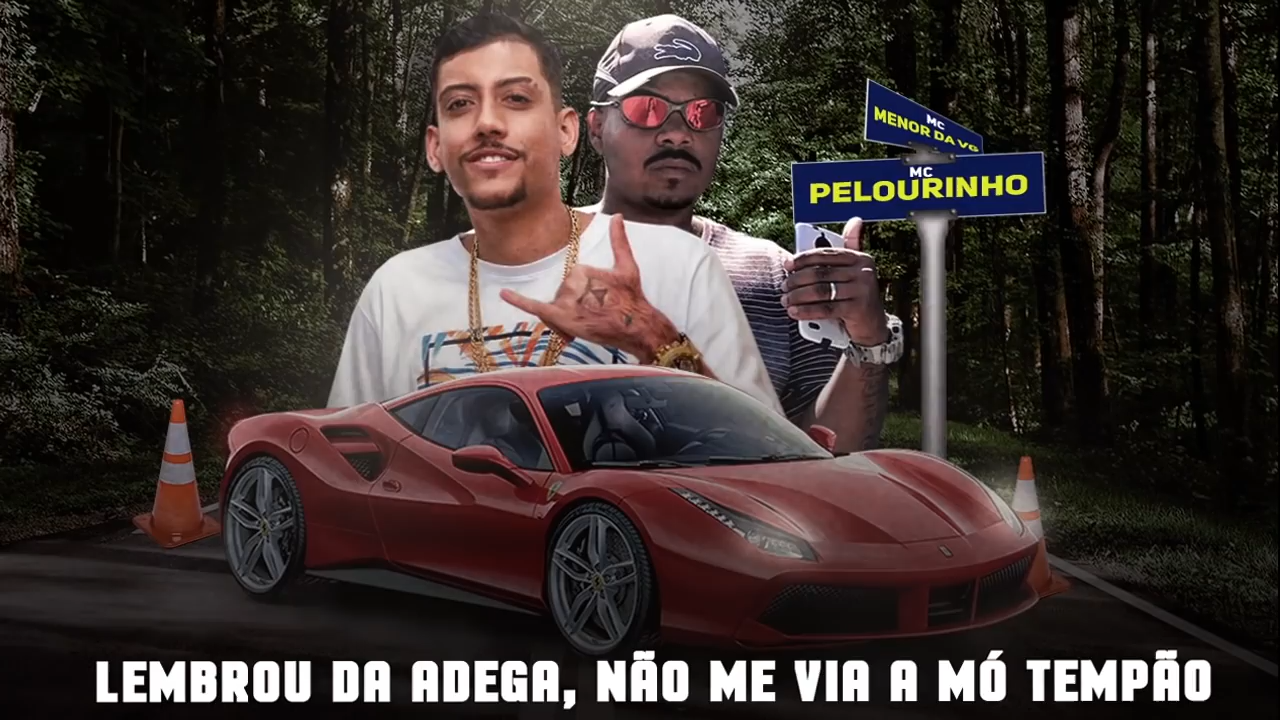 MC
MENOR DA VG
MC
PELOURINHO
LEMBROU DA ADEGA, NÃO ME VIA A MÓ TEMPÃO